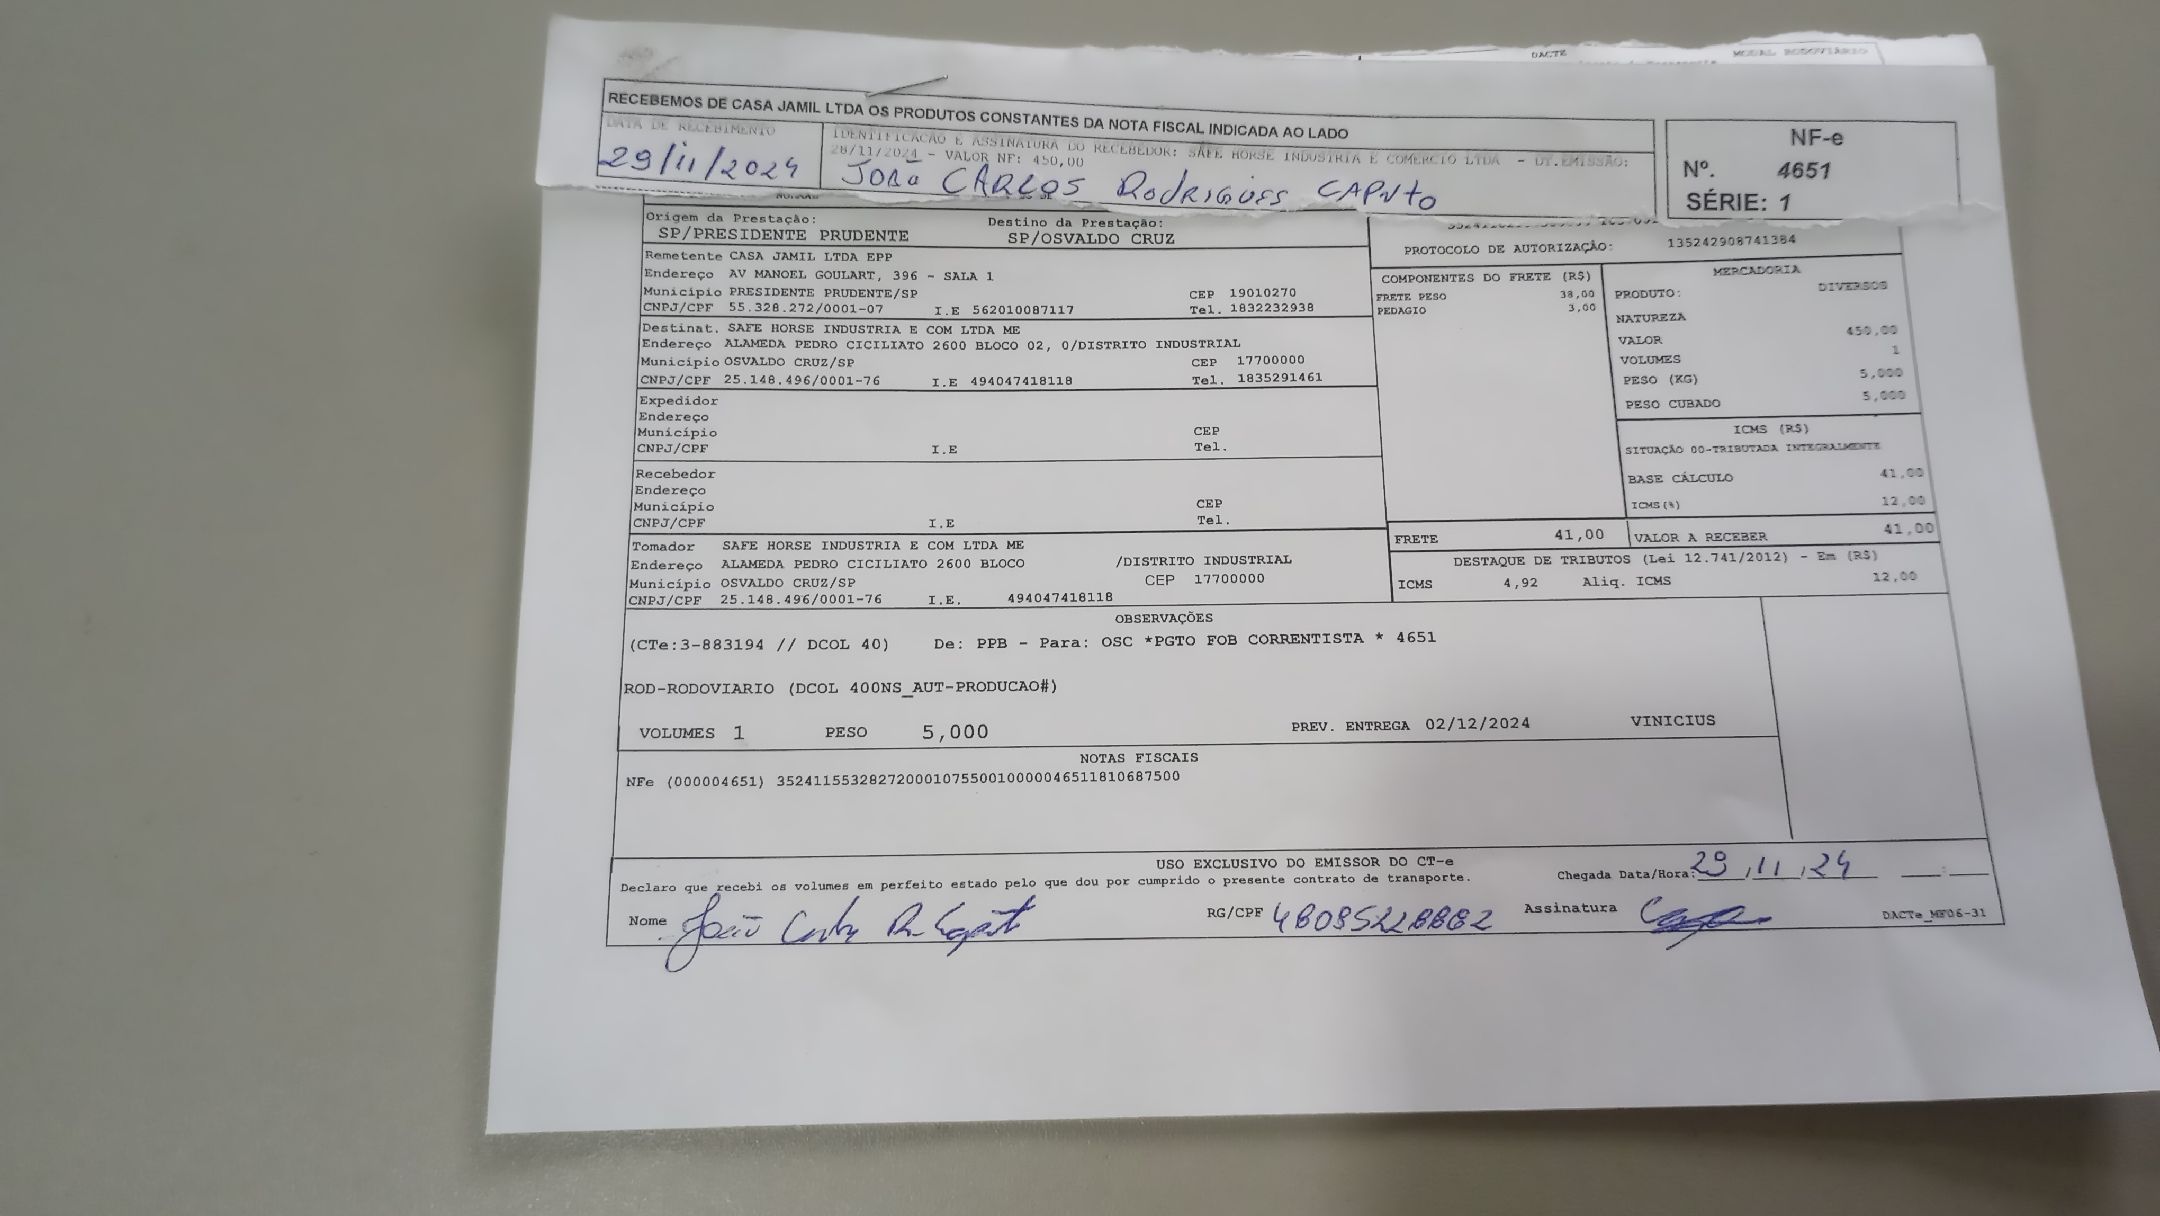 DACTE MODAL RODOVIÁRIO
RECEBEMOS DE CASA JAMIL LTDA OS PRODUTOS CONSTANTES DA NOTA FISCAL INDICADA AO LADO
DATA DE RECEBIMENTO
29/11/2024
IDENTIFICACAO E ASSINATURA DO RECEBEDOR: SAFE HORSE INDUSTRIA E COMERCIO LTDA - DT.EMISSÃO:
28/11/2024 - VALOR NF: 450,00
JOÃO CARLOS RODRIGUES CAPUTO
NF-e
Nº. 4651
SÉRIE: 1
Origem da Prestação: Destino da Prestação:
SP/PRESIDENTE PRUDENTE SP/OSVALDO CRUZ
PROTOCOLO DE AUTORIZAÇÃO: 135242908741384
Remetente CASA JAMIL LTDA EPP
Endereço AV MANOEL GOULART, 396 - SALA 1
Município PRESIDENTE PRUDENTE/SP CEP 19010270
CNPJ/CPF 55.328.272/0001-07 I.E 562010087117 Tel. 1832232938
Destinat. SAFE HORSE INDUSTRIA E COM LTDA ME
Endereço ALAMEDA PEDRO CICILIATO 2600 BLOCO 02, 0/DISTRITO INDUSTRIAL
Município OSVALDO CRUZ/SP CEP 17700000
CNPJ/CPF 25.148.496/0001-76 I.E 494047418118 Tel. 1835291461
Expedidor
Endereço
Município CEP
CNPJ/CPF I.E Tel.
Recebedor
Endereço
Município CEP
CNPJ/CPF I.E Tel.
Tomador SAFE HORSE INDUSTRIA E COM LTDA ME
Endereço ALAMEDA PEDRO CICILIATO 2600 BLOCO /DISTRITO INDUSTRIAL
Município OSVALDO CRUZ/SP CEP 17700000
CNPJ/CPF 25.148.496/0001-76 I.E. 494047418118
COMPONENTES DO FRETE (R$)
FRETE PESO 38,00
PEDAGIO 3,00
MERCADORIA
PRODUTO: DIVERSOS
NATUREZA
VALOR 450,00
VOLUMES 1
PESO (KG) 5,000
PESO CUBADO 5,000
ICMS (R$)
SITUAÇÃO 00-TRIBUTADA INTEGRALMENTE
BASE CÁLCULO 41,00
ICMS(%) 12,00
FRETE 41,00 VALOR A RECEBER 41,00
DESTAQUE DE TRIBUTOS (Lei 12.741/2012) - Em (R$)
ICMS 4,92 Aliq. ICMS 12,00
OBSERVAÇÕES
(CTe:3-883194 // DCOL 40) De: PPB - Para: OSC *PGTO FOB CORRENTISTA * 4651
ROD-RODOVIARIO (DCOL 400NS_AUT-PRODUCAO#)
VOLUMES 1 PESO 5,000 PREV. ENTREGA 02/12/2024 VINICIUS
NOTAS FISCAIS
NFe (000004651) 35241155328272000107550010000046511810687500
USO EXCLUSIVO DO EMISSOR DO CT-e
Declaro que recebi os volumes em perfeito estado pelo que dou por cumprido o presente contrato de transporte.
Chegada Data/Hora: 29,11,24 :
Nome João RG/CPF Assinatura
DACTe_MF06-31